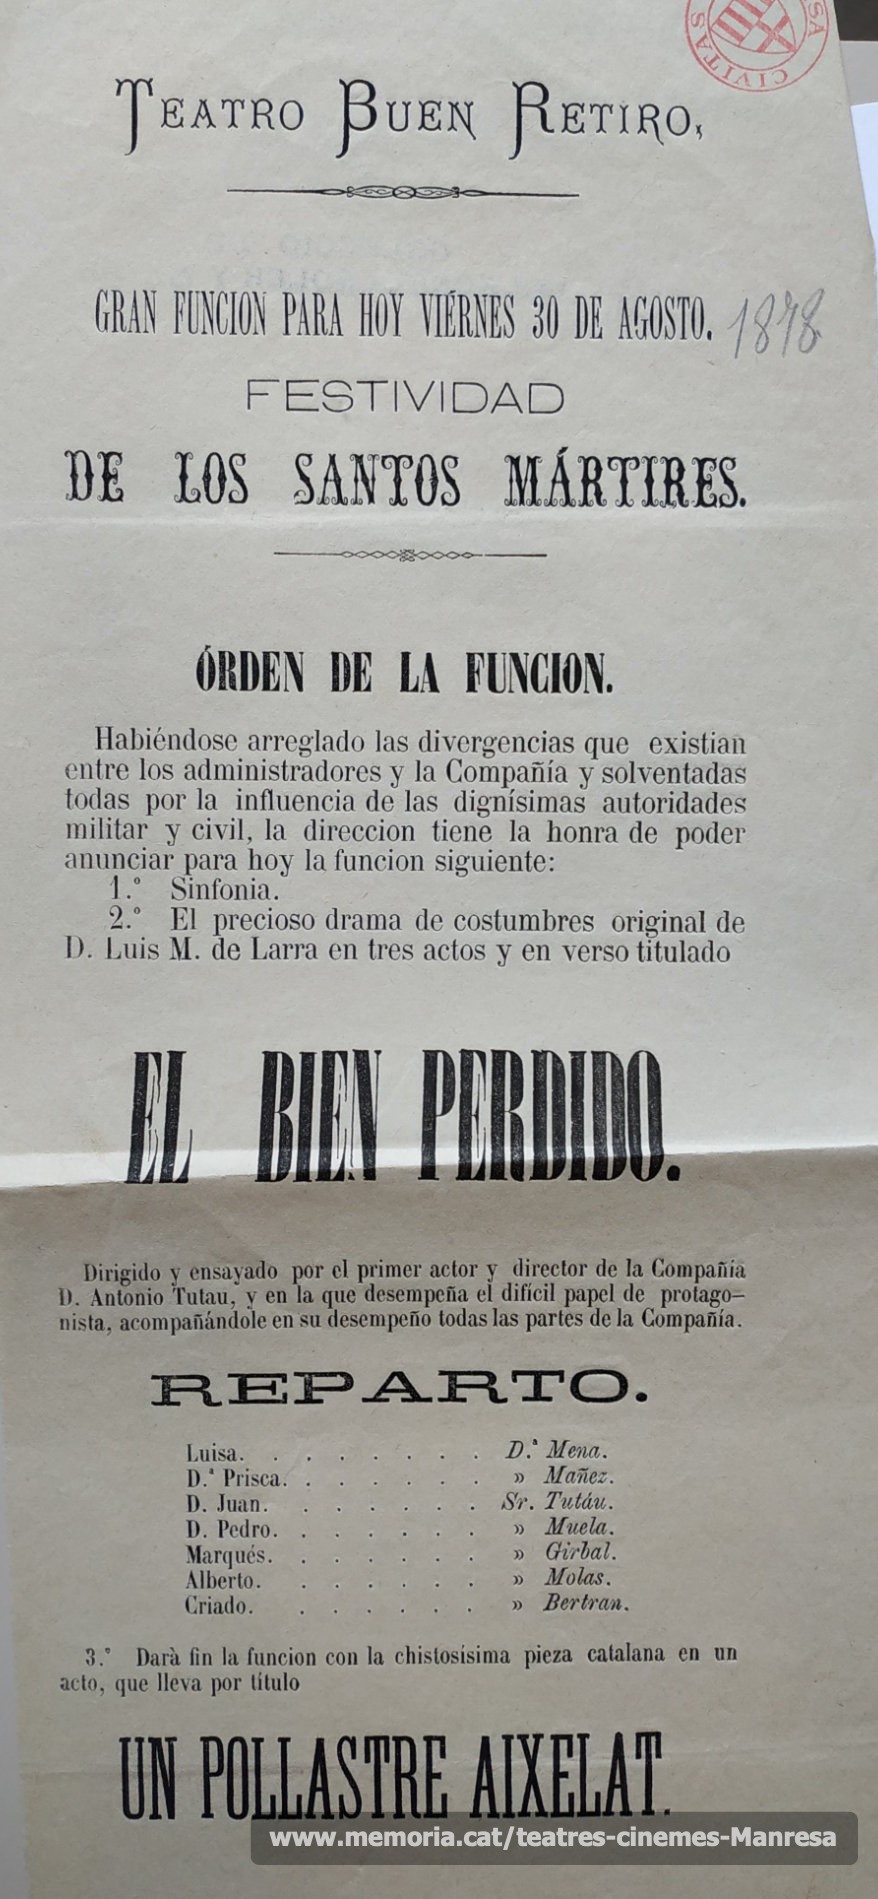 CIVITAS
TEATRO BUEN RETIRO,
GRAN FUNCION PARA HOY VIÉRNES 30 DE AGOSTO. 1878
FESTIVIDAD
DE LOS SANTOS MÁRTIRES.
ÓRDEN DE LA FUNCION.
Habiéndose arreglado las divergencias que existian
entre los administradores y la Compañía y solventadas
todas por la influencia de las dignísimas autoridades
militar y civil, la direccion tiene la honra de poder
anunciar para hoy la funcion siguiente:
1.° Sinfonia.
2.° El precioso drama de costumbres original de
D. Luis M. de Larra en tres actos y en verso titulado
EL BIEN PERDIDO.
Dirigido y ensayado por el primer actor y director de la Compañía
D. Antonio Tutau, y en la que desempeña el difícil papel de protago-
nista, acompañándole en su desempeño todas las partes de la Compañía.
REPARTO.
Luisa. . . . . . . . D.ª Mena.
D.ª Prisca. . . . . . . » Mañez.
D. Juan. . . . . . . Sr. Tutáu.
D. Pedro. . . . . . . » Muela.
Marqués. . . . . . . » Girbal.
Alberto. . . . . . . » Molas.
Criado. . . . . . . » Bertran.
3.° Darà fin la funcion con la chistosísima pieza catalana en un
acto, que lleva por título
UN POLLASTRE AIXELAT.
www.memoria.cat/teatres-cinemes-Manresa